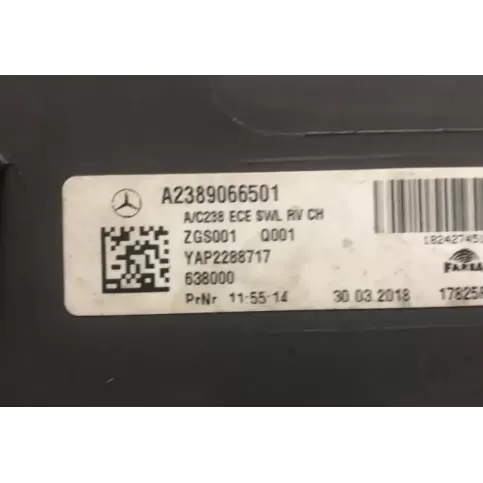 A2389066501
A/C238 ECE SWL RV CH
ZGS001 Q001
YAP2288717
638000
PrNr 11:55:14 30.03.2018